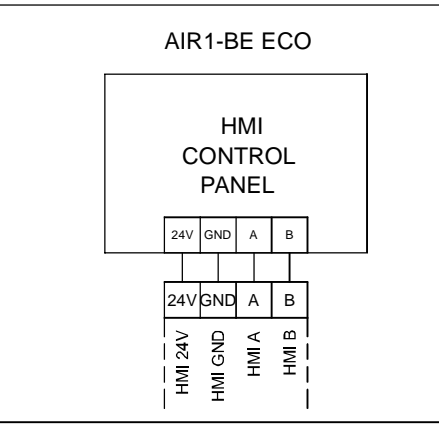 AIR1-BE ECO
HMI
CONTROL
PANEL
24V GND A B
24V GND A B
HMI 24V
HMI GND
HMI A
HMI B